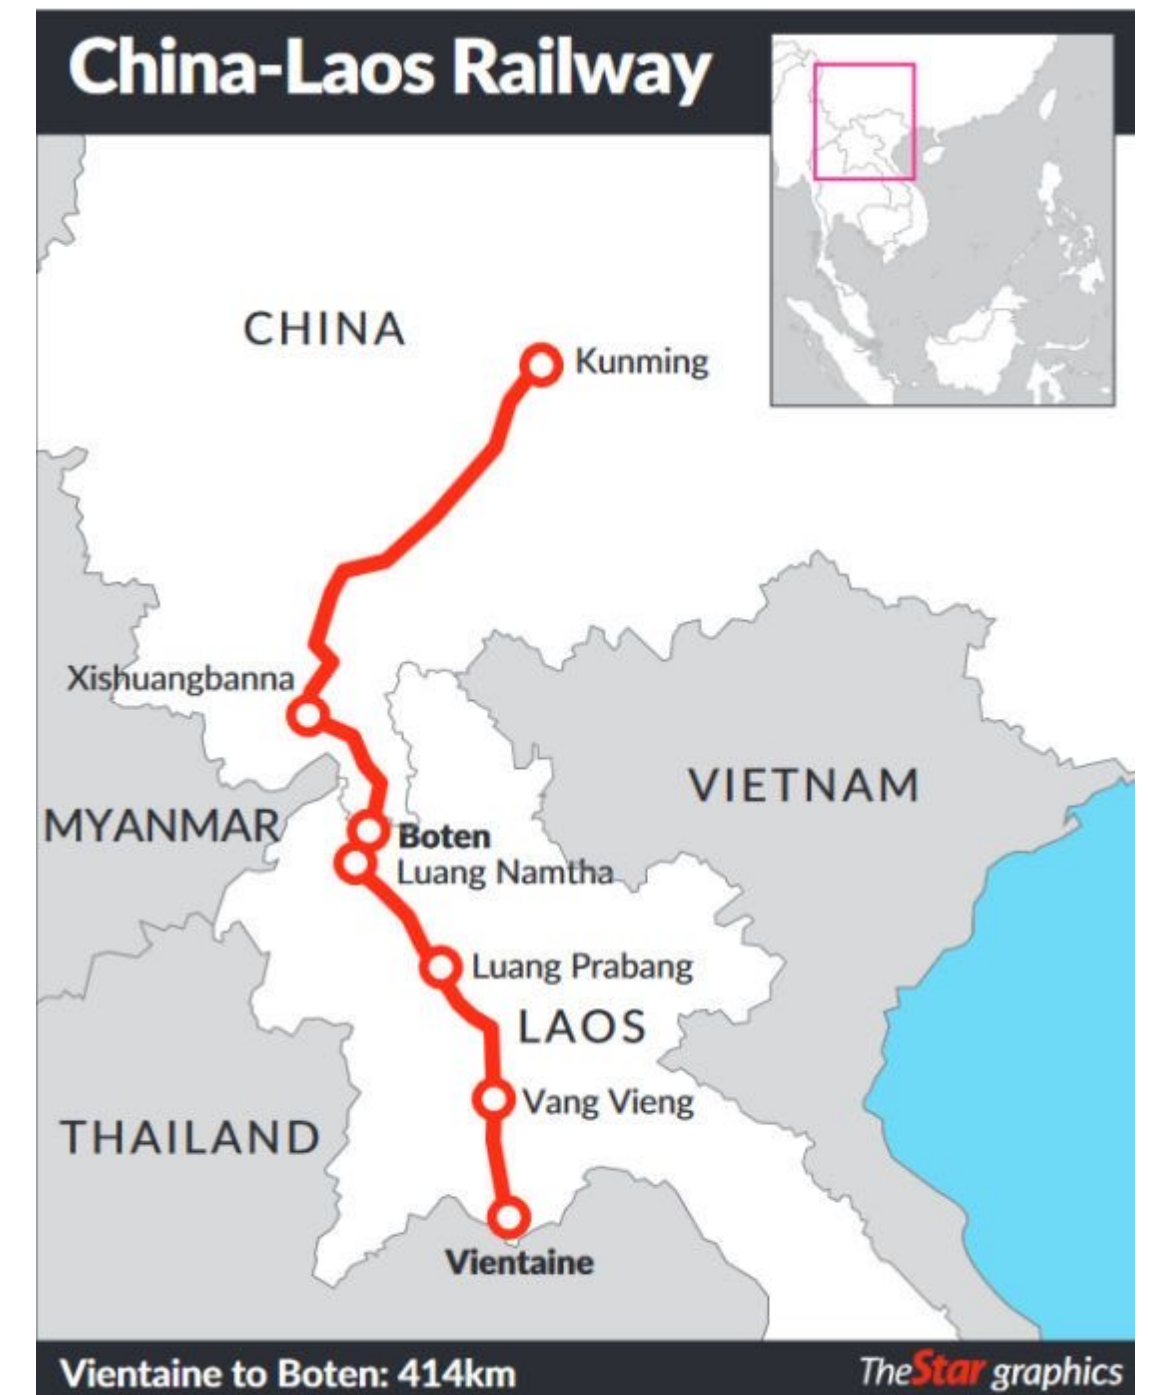 China-Laos Railway
CHINA
Kunming
Xishuangbanna
VIETNAM
MYANMAR
Boten
Luang Namtha
Luang Prabang
LAOS
Vang Vieng
THAILAND
Vientaine
Vientaine to Boten: 414km
TheStar graphics